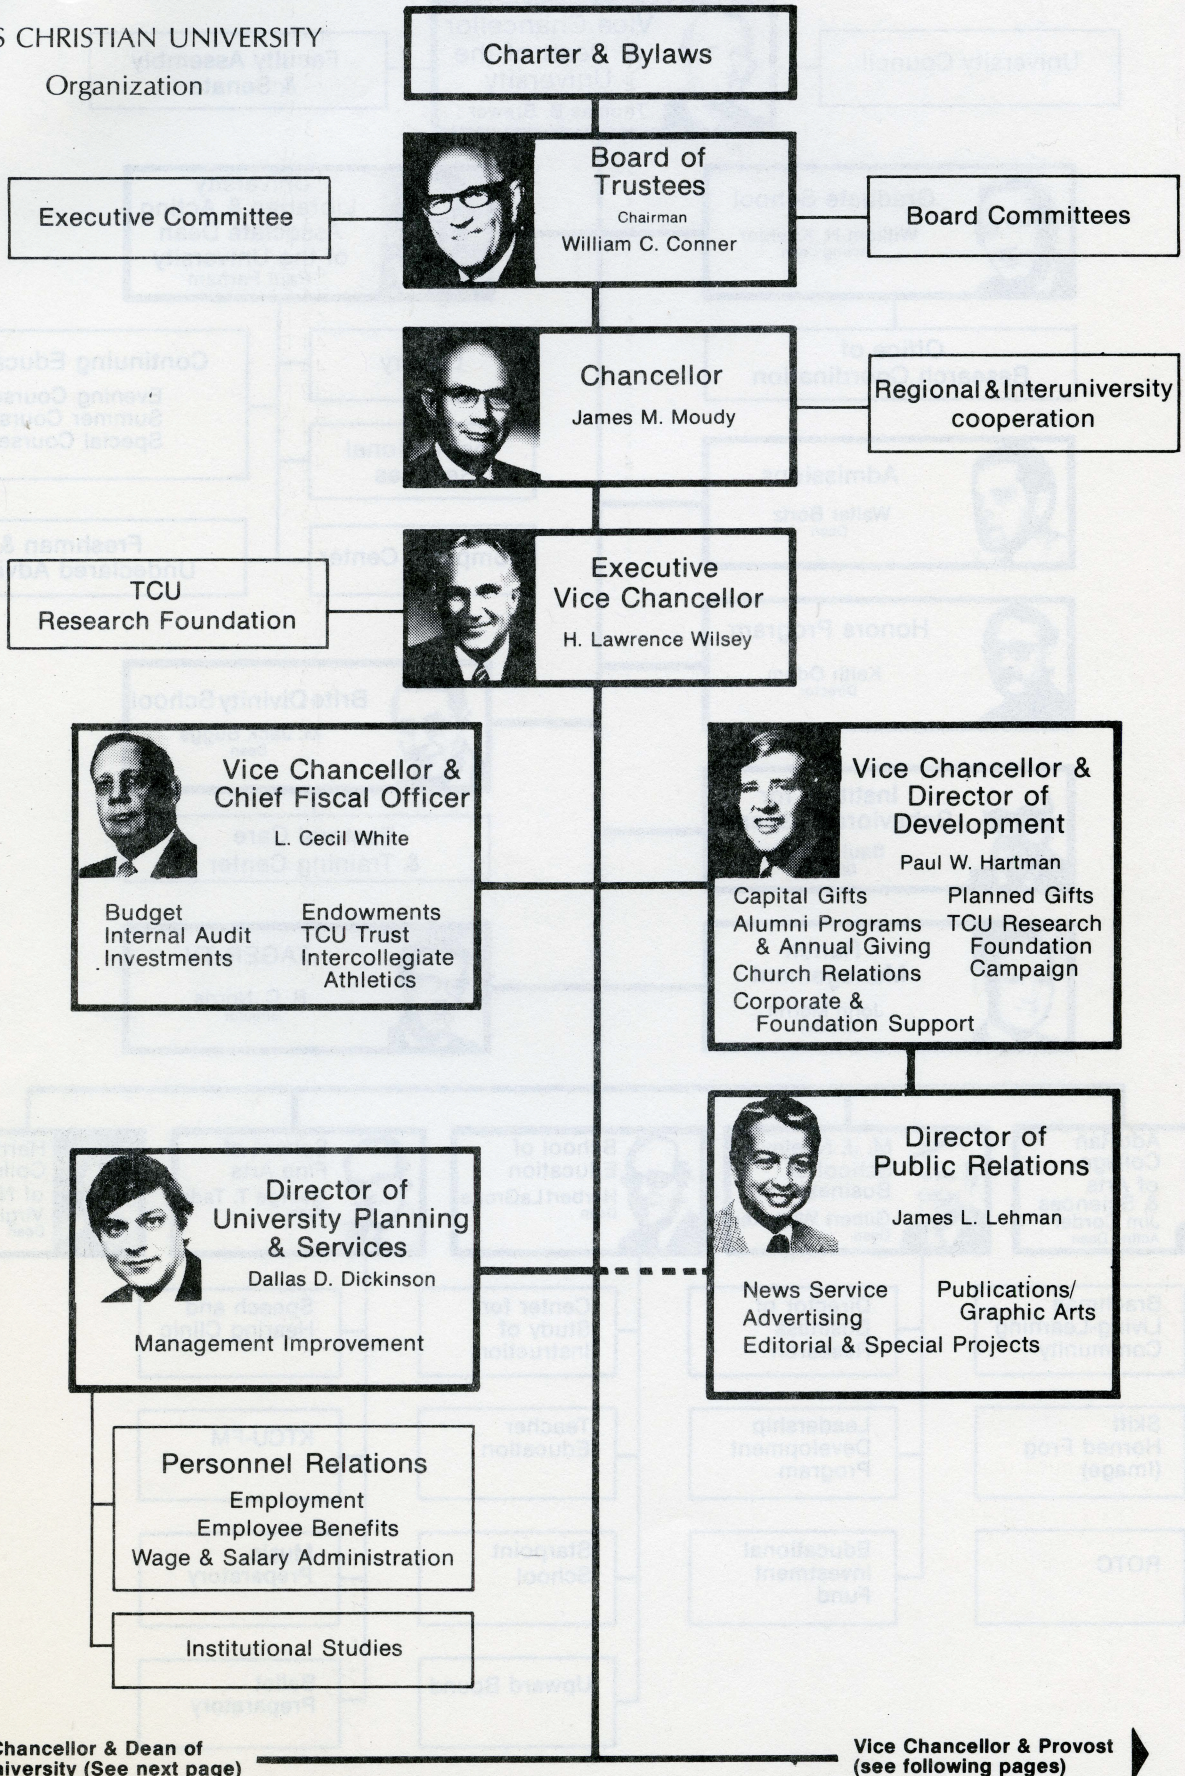 S CHRISTIAN UNIVERSITY
Organization
Charter & Bylaws
Board of
Trustees
Chairman
William C. Conner
Executive Committee
Board Committees
Chancellor
James M. Moudy
Regional & interuniversity
cooperation
Executive
Vice Chancellor
H. Lawrence Wilsey
TCU
Research Foundation
Vice Chancellor &
Chief Fiscal Officer
L. Cecil White
Budget
Internal Audit
Investments
Endowments
TCU Trust
Intercollegiate
Athletics
Vice Chancellor &
Director of
Development
Paul W. Hartman
Capital Gifts
Alumni Programs
& Annual Giving
Church Relations
Corporate &
Foundation Support
Planned Gifts
TCU Research
Foundation
Campaign
Director of
Public Relations
James L. Lehman
News Service
Advertising
Editorial & Special Projects
Publications/
Graphic Arts
Director of
University Planning
& Services
Dallas D. Dickinson
Management Improvement
Personnel Relations
Employment
Employee Benefits
Wage & Salary Administration
Institutional Studies
Chancellor & Dean of
niversity (See next page)
Vice Chancellor & Provost
(see following pages)